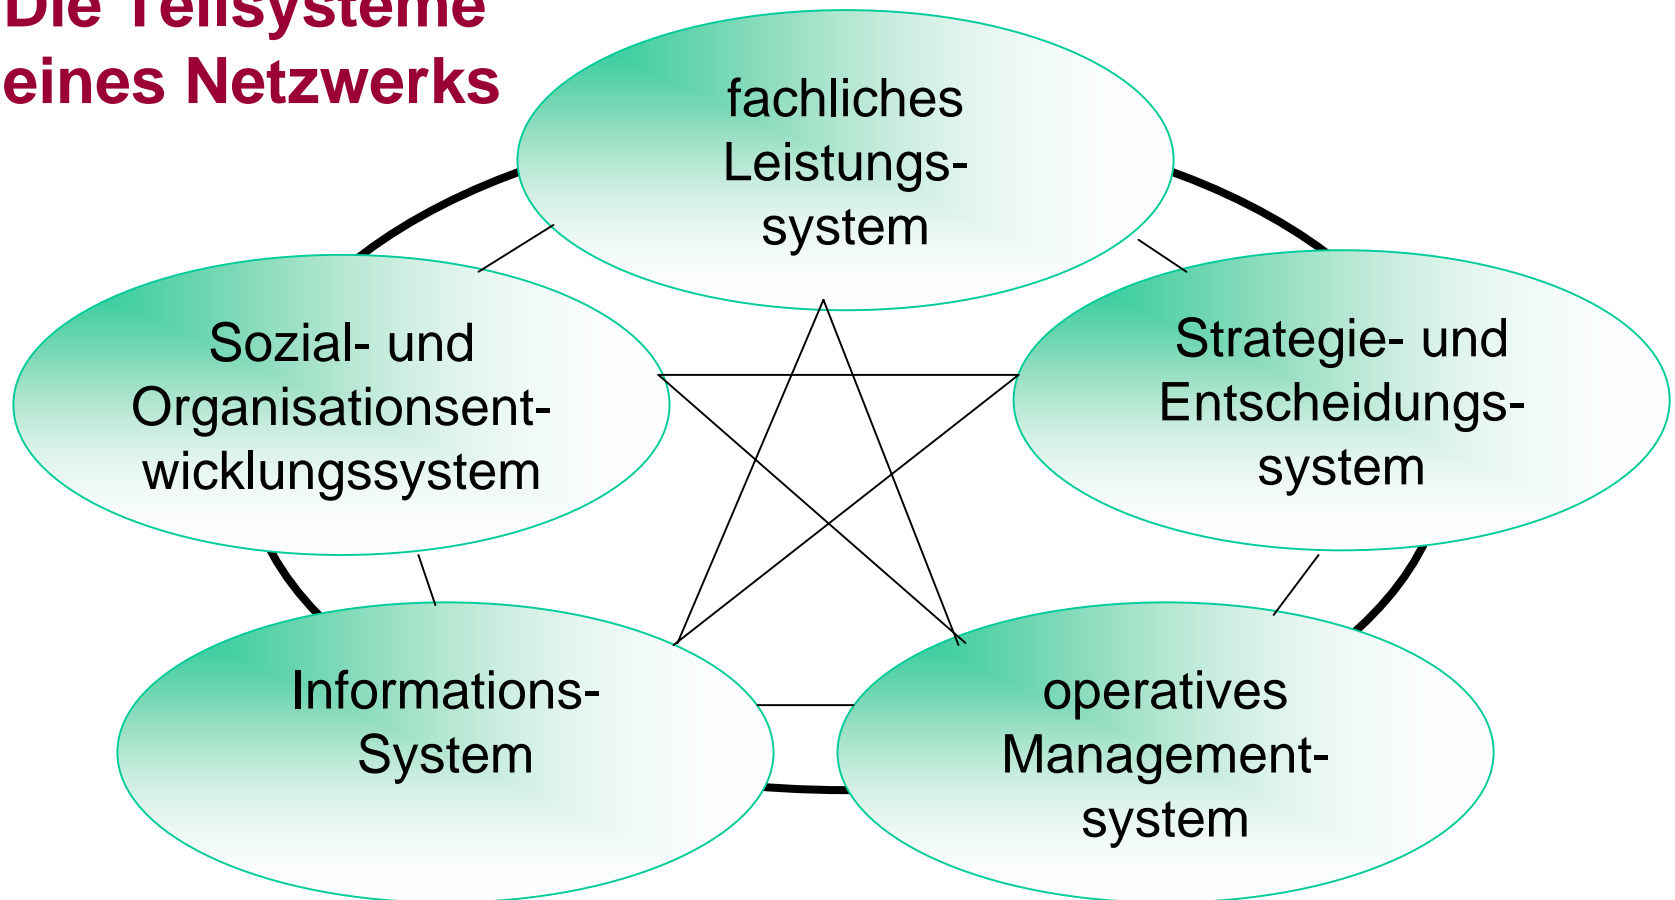 Die Teilsysteme
eines Netzwerks
fachliches
Leistungs-
system
Sozial- und
Organisationsent-
wicklungssystem
Strategie- und
Entscheidungs-
system
Informations-
System
operatives
Management-
system